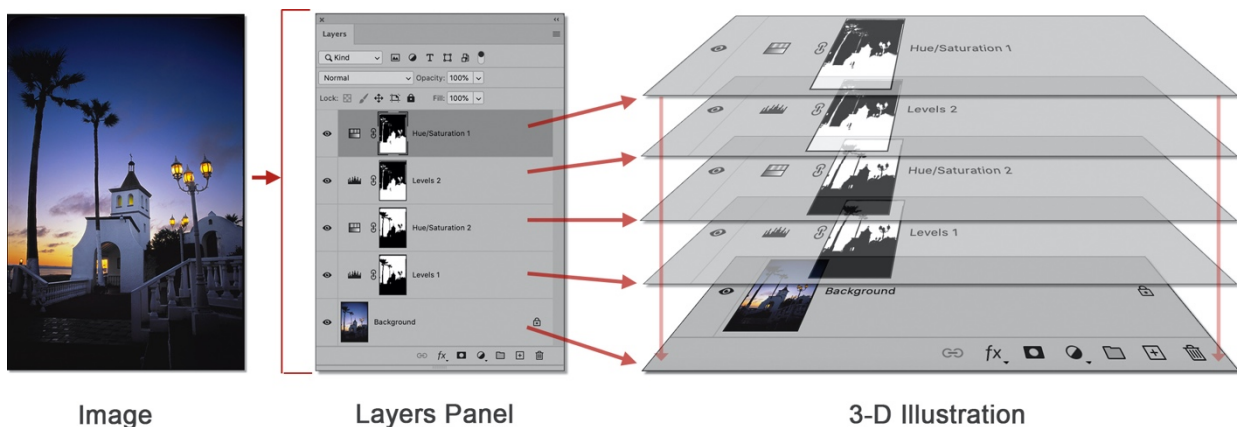 Layers
Kind
Normal Opacity: 100%
Lock: Fill: 100%
Hue/Saturation 1
Levels 2
Hue/Saturation 2
Levels 1
Background
fx
Hue/Saturation 1
Levels 2
Hue/Saturation 2
Levels 1
Background
fx
Image
Layers Panel
3-D Illustration